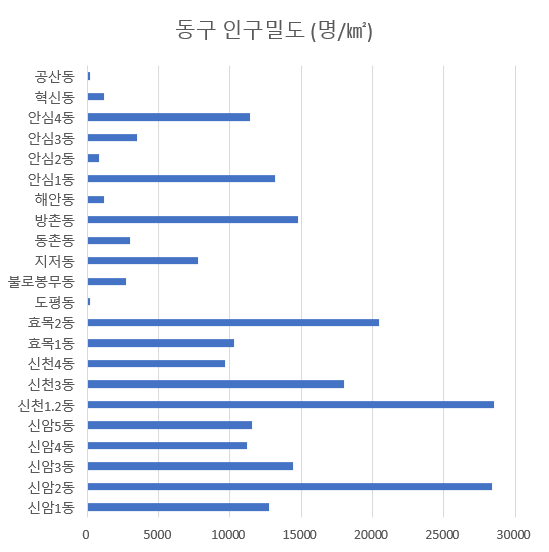 동구 인구밀도 (명/㎢)
공산동
혁신동
안심4동
안심3동
안심2동
안심1동
해안동
방촌동
동촌동
지저동
불로봉무동
도평동
효목2동
효목1동
신천4동
신천3동
신천1.2동
신암5동
신암4동
신암3동
신암2동
신암1동
0 5000 10000 15000 20000 25000 30000